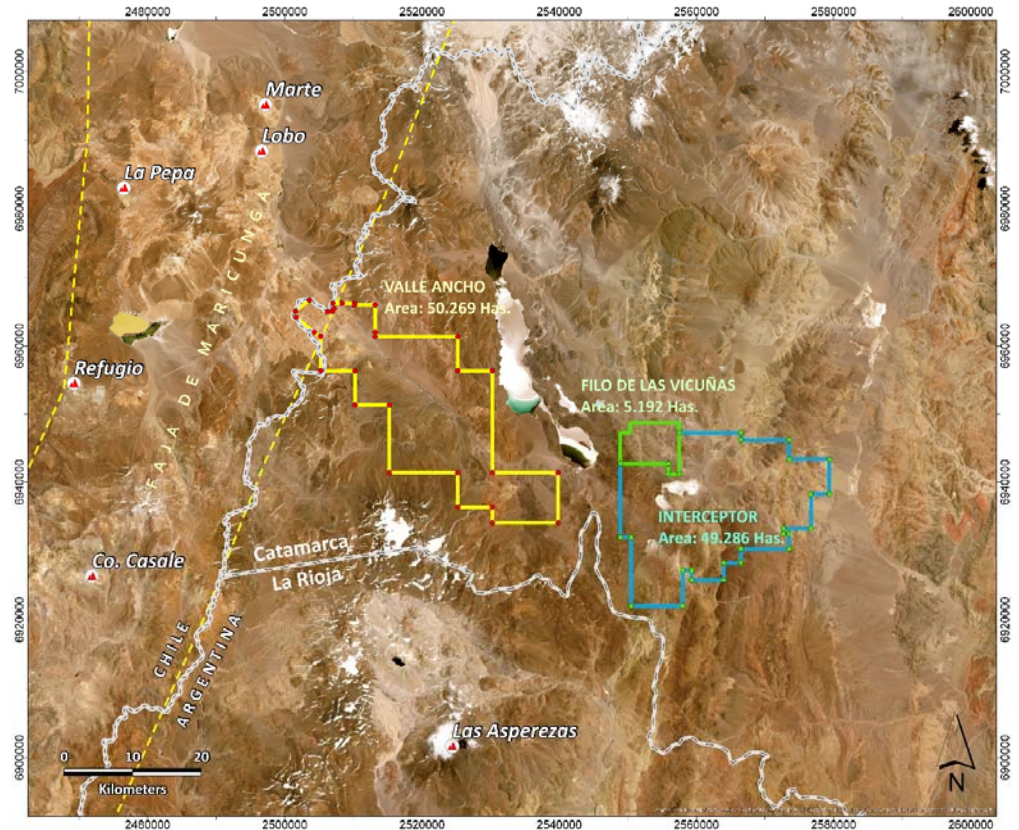 2480000 2500000 2520000 2540000 2560000 2580000 2600000
7000000 7000000
Marte
Lobo
La Pepa
6980000 6980000
FAJA DE MARICUNGA
VALLE ANCHO
Area: 50.269 Has.
6960000 6960000
Refugio
FILO DE LAS VICUÑAS
Area: 5.192 Has.
6940000 6940000
INTERCEPTOR
Area: 49.286 Has.
Catamarca
La Rioja
Co. Casale
6920000 6920000
CHILE
ARGENTINA
Las Asperezas
6900000 6900000
0 10 20
Kilometers
N
2480000 2500000 2520000 2540000 2560000 2580000 2600000